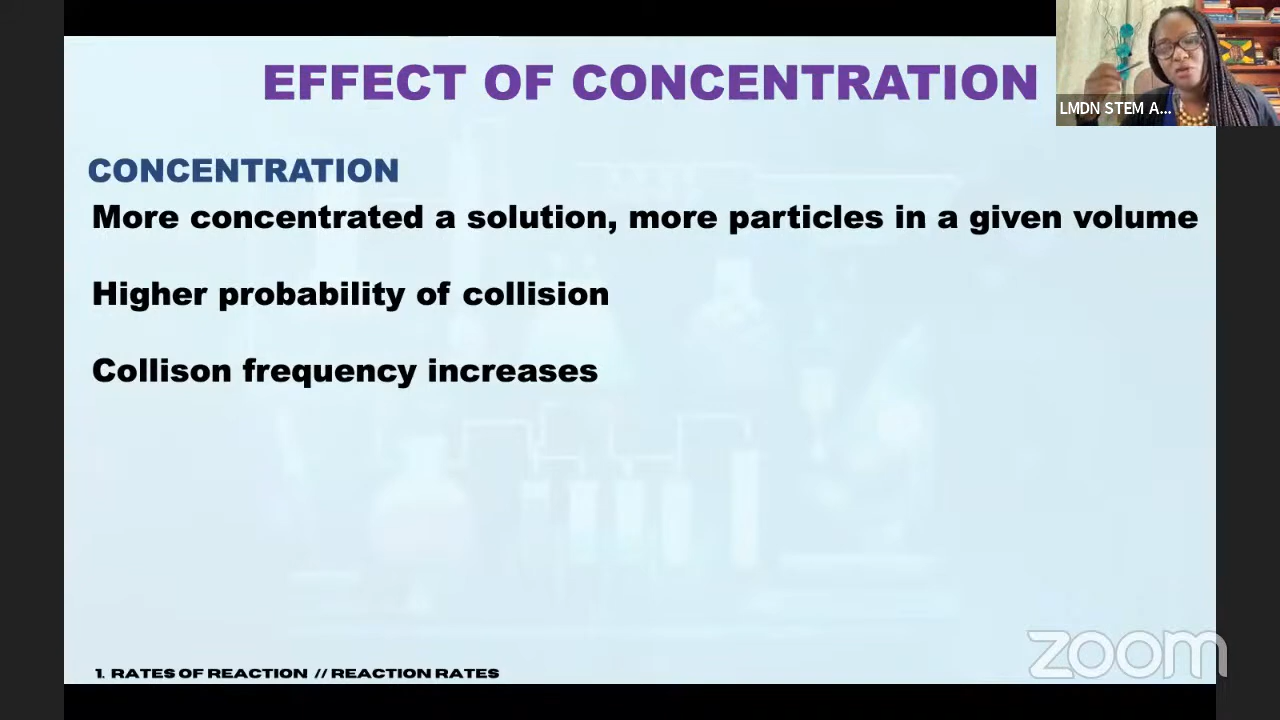 EFFECT OF CONCENTRATION
LMDN STEM A...
CONCENTRATION
More concentrated a solution, more particles in a given volume
Higher probability of collision
Collison frequency increases
1. RATES OF REACTION // REACTION RATES
zoom